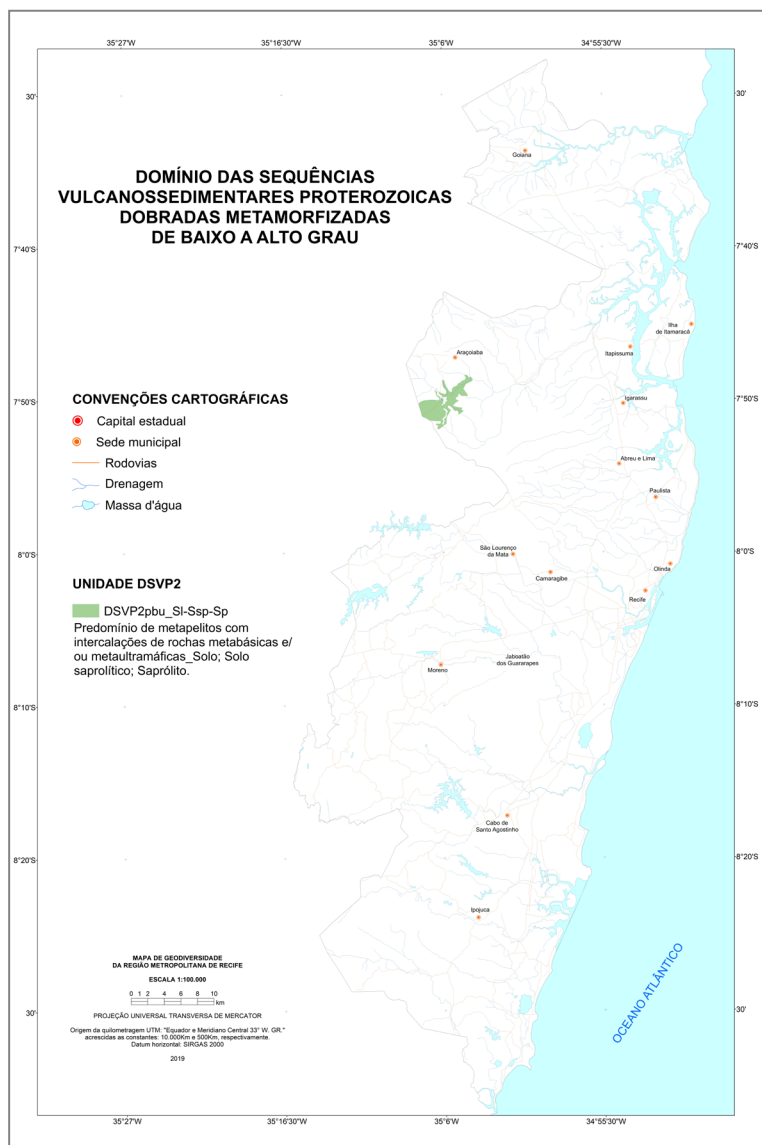 35°27'W 35°16'30"W 35°6'W 34°55'30"W
30' 30'
Goiana
DOMÍNIO DAS SEQUÊNCIAS
VULCANOSSEDIMENTARES PROTEROZOICAS
DOBRADAS METAMORFIZADAS
DE BAIXO A ALTO GRAU
7°40'S 7°40'S
Ilha
de Itamaracá
Itapissuma
Araçoiaba
CONVENÇÕES CARTOGRÁFICAS
Capital estadual
Sede municipal
Rodovias
Drenagem
Massa d'água
7°50'S 7°50'S
Igarassu
Abreu e Lima
Paulista
São Lourenço
da Mata
8°0'S 8°0'S
Camaragibe
Olinda
Recife
UNIDADE DSVP2
DSVP2pbu_Sl-Ssp-Sp
Predomínio de metapelitos com
intercalações de rochas metabásicas e/
ou metaultramáficas_Solo; Solo
saprolítico; Saprólito.
Jaboatão
dos Guararapes
Moreno
8°10'S 8°10'S
Cabo de
Santo Agostinho
8°20'S 8°20'S
Ipojuca
MAPA DE GEODIVERSIDADE
DA REGIÃO METROPOLITANA DE RECIFE
ESCALA 1:100.000
0 1 2 4 6 8 10
km
PROJEÇÃO UNIVERSAL TRANSVERSA DE MERCATOR
Origem da quilometragem UTM: "Equador e Meridiano Central 33° W. GR."
acrescidas as constantes: 10.000Km e 500Km, respectivamente.
Datum horizontal: SIRGAS 2000
2019
OCEANO ATLÂNTICO
30' 30'
35°27'W 35°16'30"W 35°6'W 34°55'30"W